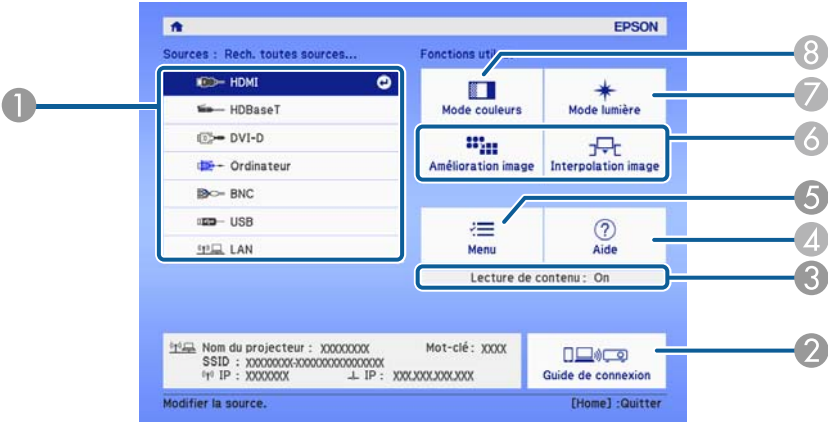 EPSON
Sources : Rech. toutes sources...
Fonctions util
HDMI
HDBaseT
DVI-D
Ordinateur
BNC
USB
LAN
Mode couleurs
Mode lumière
Amélioration image
Interpolation image
Menu
Aide
Lecture de contenu : On
Nom du projecteur : XXXXXXXX
Mot-clé : XXXX
SSID : XXXXXXXX-XXXXXXXXXXXXXXXXX
IP : XXXXXXXX
IP : XXX.XXX.XXX.XXX
Guide de connexion
Modifier la source.
[Home] :Quitter
1
8
7
6
5
4
3
2